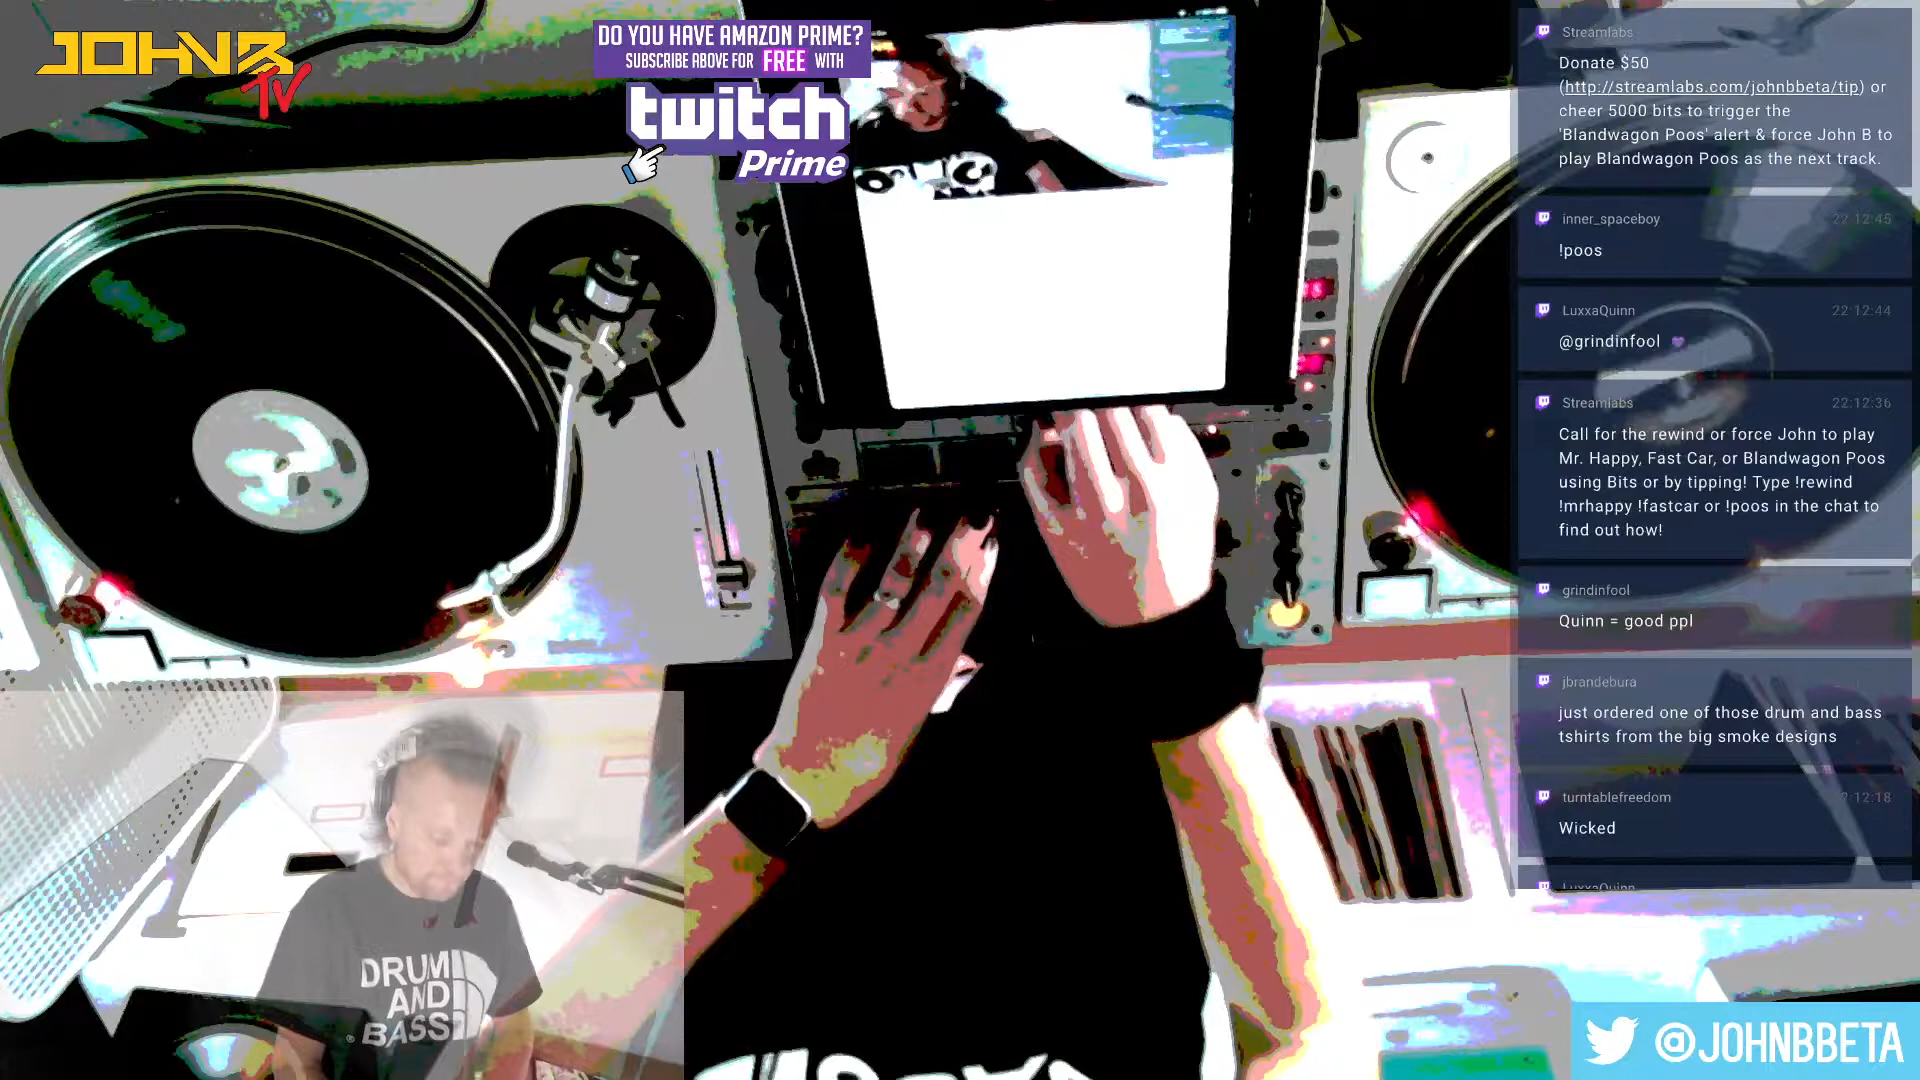 JOHN B
TV
DO YOU HAVE AMAZON PRIME?
SUBSCRIBE ABOVE FOR FREE WITH
twitch
Prime
Streamlabs
Donate $50
(http://streamlabs.com/johnbbeta/tip) or
cheer 5000 bits to trigger the
'Blandwagon Poos' alert & force John B to
play Blandwagon Poos as the next track.
inner_spaceboy 22:12:45
!poos
LuxxaQuinn 22:12:44
@grindinfool
Streamlabs 22:12:36
Call for the rewind or force John to play
Mr. Happy, Fast Car, or Blandwagon Poos
using Bits or by tipping! Type !rewind
!mrhappy !fastcar or !poos in the chat to
find out how!
grindinfool
Quinn = good ppl
jbrandebura
just ordered one of those drum and bass
tshirts from the big smoke designs
turntablefreedom
Wicked
LuxxaQuinn
DRUM
AND
BASS
@JOHNBBETA